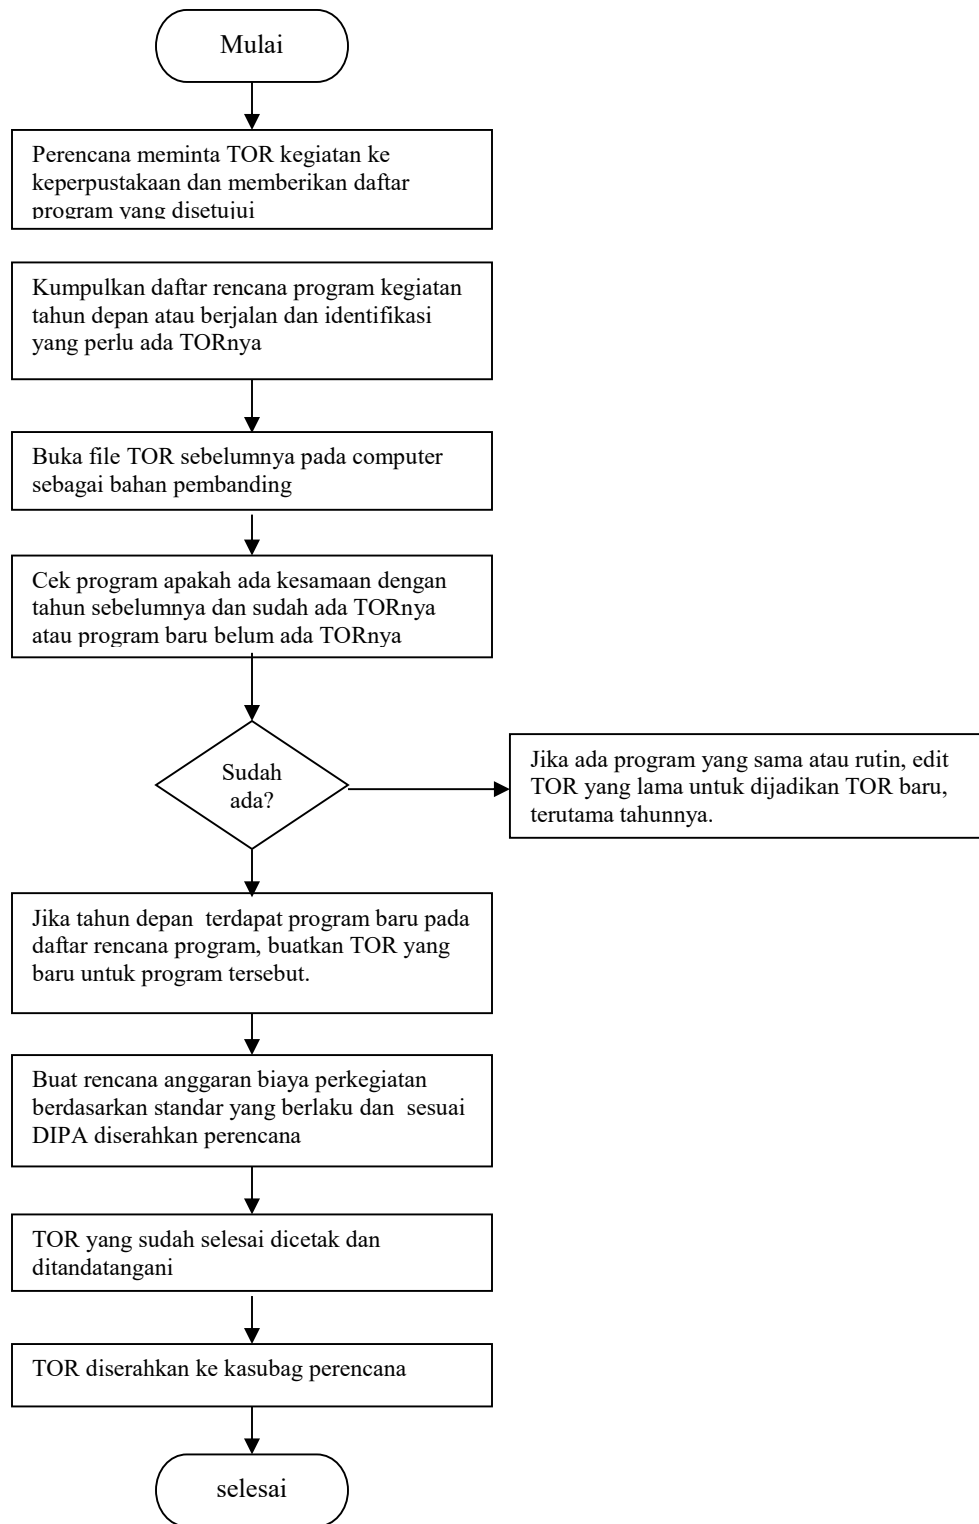 Mulai
Perencana meminta TOR kegiatan ke
keperpustakaan dan memberikan daftar
program yang disetujui
Kumpulkan daftar rencana program kegiatan
tahun depan atau berjalan dan identifikasi
yang perlu ada TORnya
Buka file TOR sebelumnya pada computer
sebagai bahan pembanding
Cek program apakah ada kesamaan dengan
tahun sebelumnya dan sudah ada TORnya
atau program baru belum ada TORnya
Sudah
ada?
Jika ada program yang sama atau rutin, edit
TOR yang lama untuk dijadikan TOR baru,
terutama tahunnya.
Jika tahun depan  terdapat program baru pada
daftar rencana program, buatkan TOR yang
baru untuk program tersebut.
Buat rencana anggaran biaya perkegiatan
berdasarkan standar yang berlaku dan  sesuai
DIPA diserahkan perencana
TOR yang sudah selesai dicetak dan
ditandatangani
TOR diserahkan ke kasubag perencana
selesai